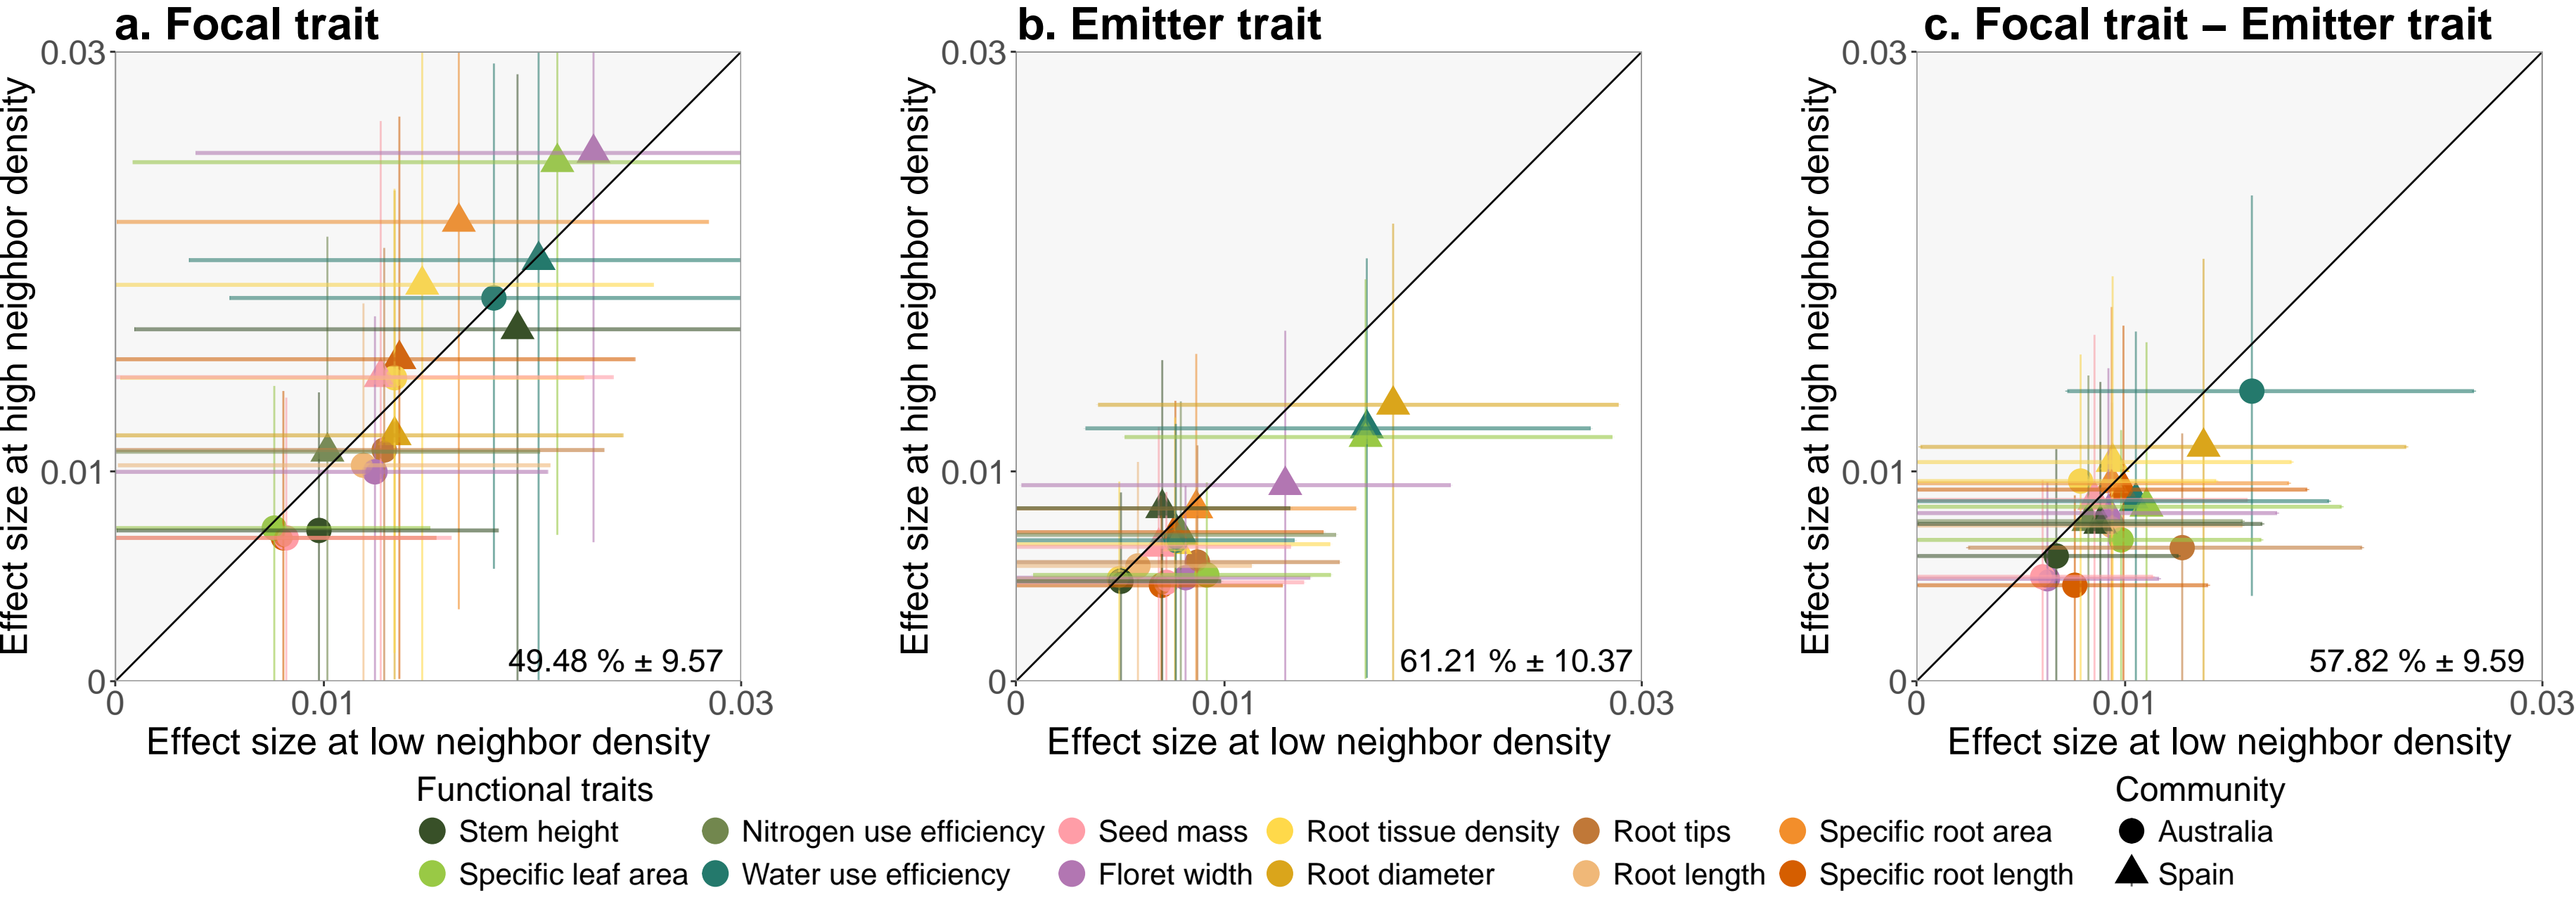 a. Focal trait
b. Emitter trait
c. Focal trait – Emitter trait
Effect size at high neighbor density
0.03
0.01
0
49.48 % ± 9.57
0
0.01
0.03
Effect size at low neighbor density
Effect size at high neighbor density
0.03
0.01
0
61.21 % ± 10.37
0
0.01
0.03
Effect size at low neighbor density
Effect size at high neighbor density
0.03
0.01
0
57.82 % ± 9.59
0
0.01
0.03
Effect size at low neighbor density
Functional traits
Stem height
Nitrogen use efficiency
Seed mass
Root tissue density
Root tips
Specific root area
Specific leaf area
Water use efficiency
Floret width
Root diameter
Root length
Specific root length
Community
Australia
Spain